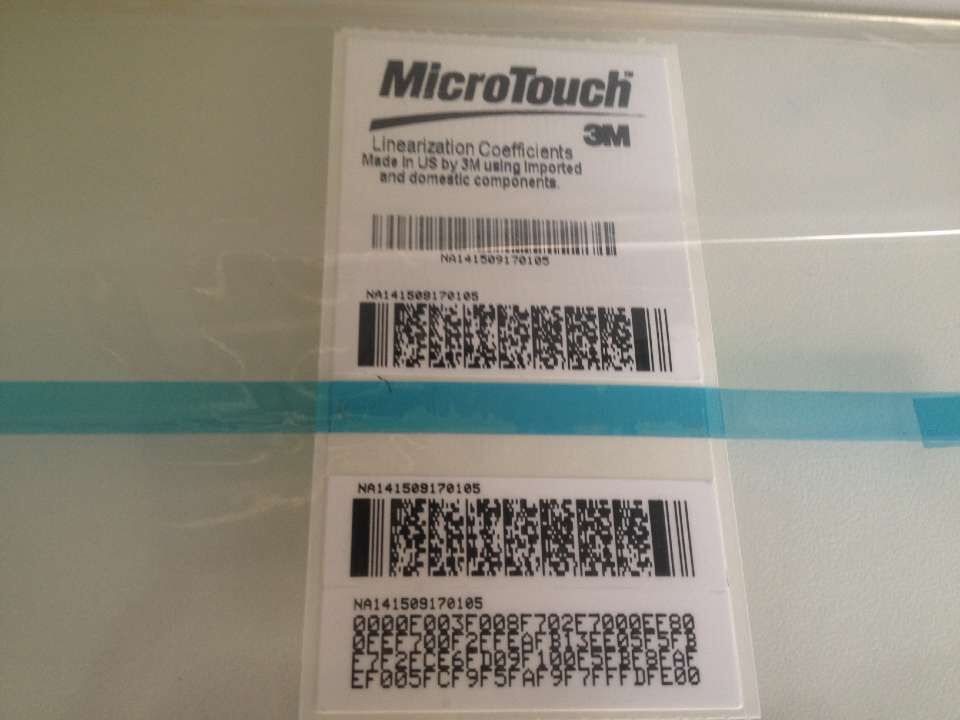 MicroTouch™
3M
Linearization Coefficients
Made in US by 3M using imported
and domestic components.
NA141509170105
NA141509170105
NA141509170105
NA141509170105
0000E003F008F702E7000EE80
EF005FCF9F5FAF9F7FFFDFE00